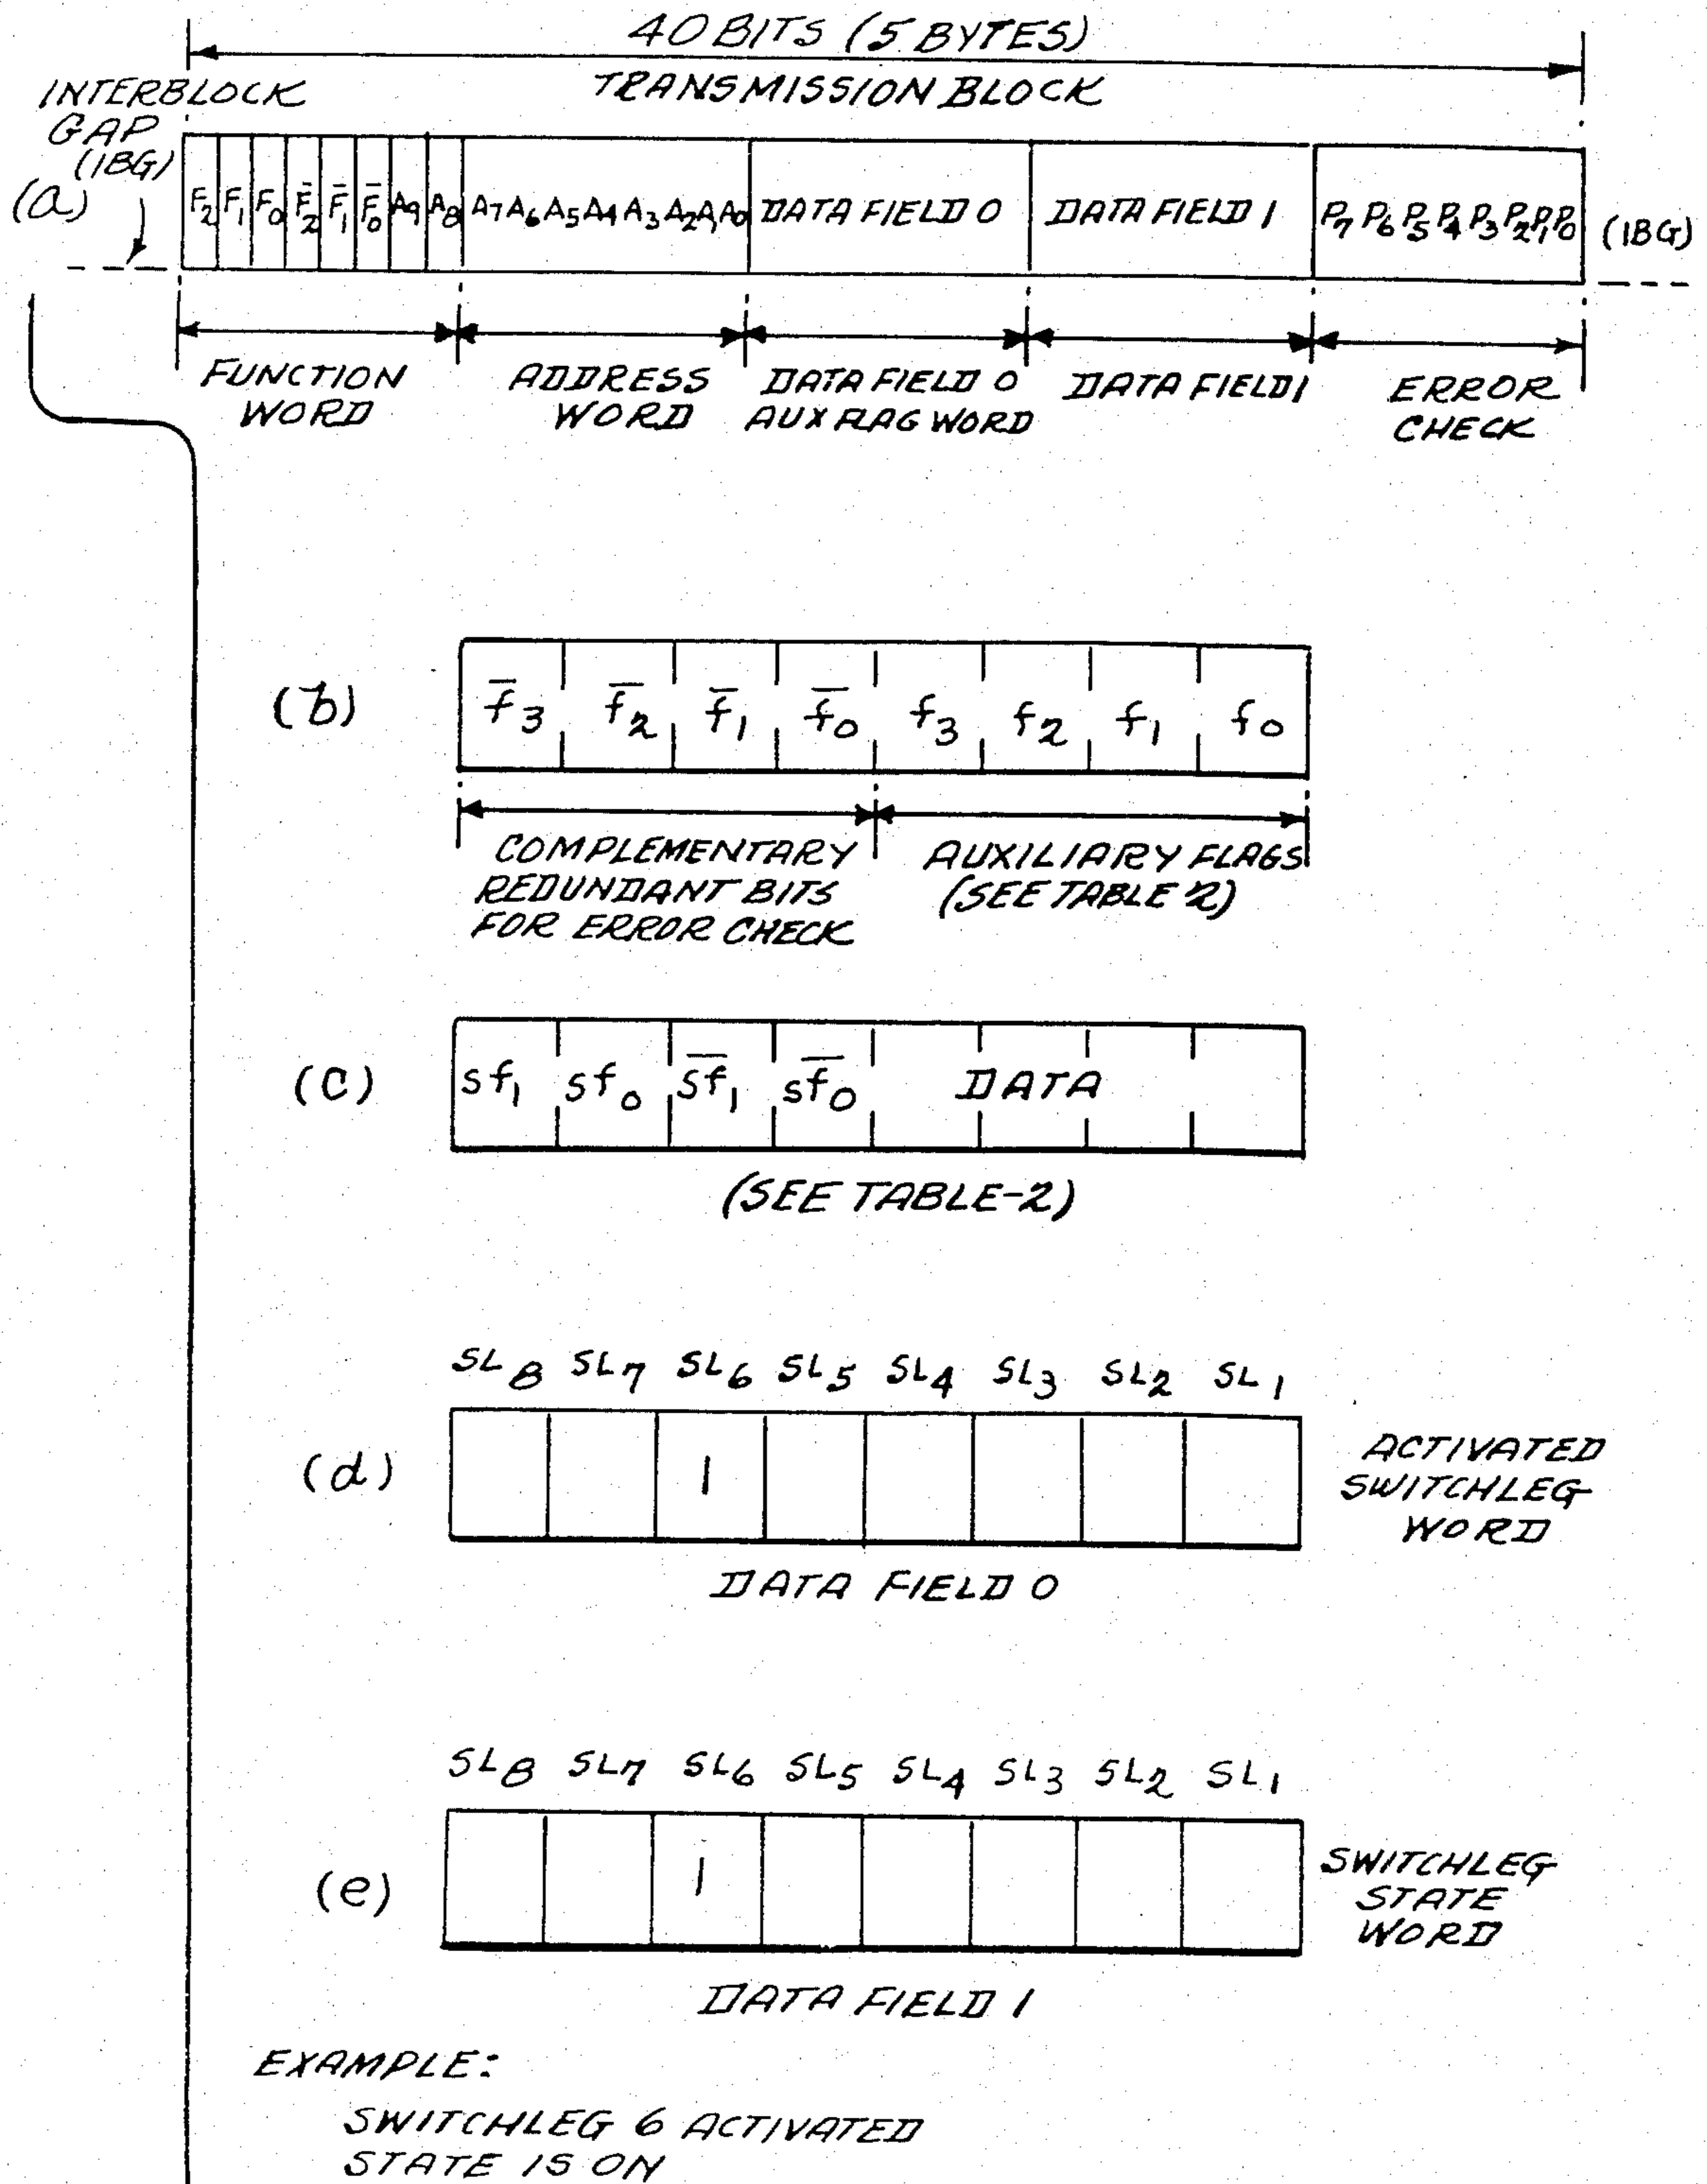 40 BITS (5 BYTES)
TRANSMISSION BLOCK
INTERBLOCK
GAP
(IBG)
(a)
F2 F1 F0 F̅2 F̅1 F̅0 A9 A8 A7 A6 A5 A4 A3 A2 A1 A0 DATA FIELD 0 DATA FIELD 1 P7 P6 P5 P4 P3 P2 P1 P0 (IBG)
FUNCTION
WORD
ADDRESS
WORD
DATA FIELD 0
AUX FLAG WORD
DATA FIELD 1
ERROR
CHECK
(b)
f̅3 f̅2 f̅1 f̅0 f3 f2 f1 f0
COMPLEMENTARY
REDUNDANT BITS
FOR ERROR CHECK
AUXILIARY FLAGS
(SEE TABLE 2)
(c)
sf1 sf0 s̅f̅1 s̅f̅0 DATA
(SEE TABLE-2)
SL8 SL7 SL6 SL5 SL4 SL3 SL2 SL1
(d)
1
ACTIVATED
SWITCHLEG
WORD
DATA FIELD 0
SL8 SL7 SL6 SL5 SL4 SL3 SL2 SL1
(e)
1
SWITCHLEG
STATE
WORD
DATA FIELD 1
EXAMPLE:
SWITCHLEG 6 ACTIVATED
STATE IS ON